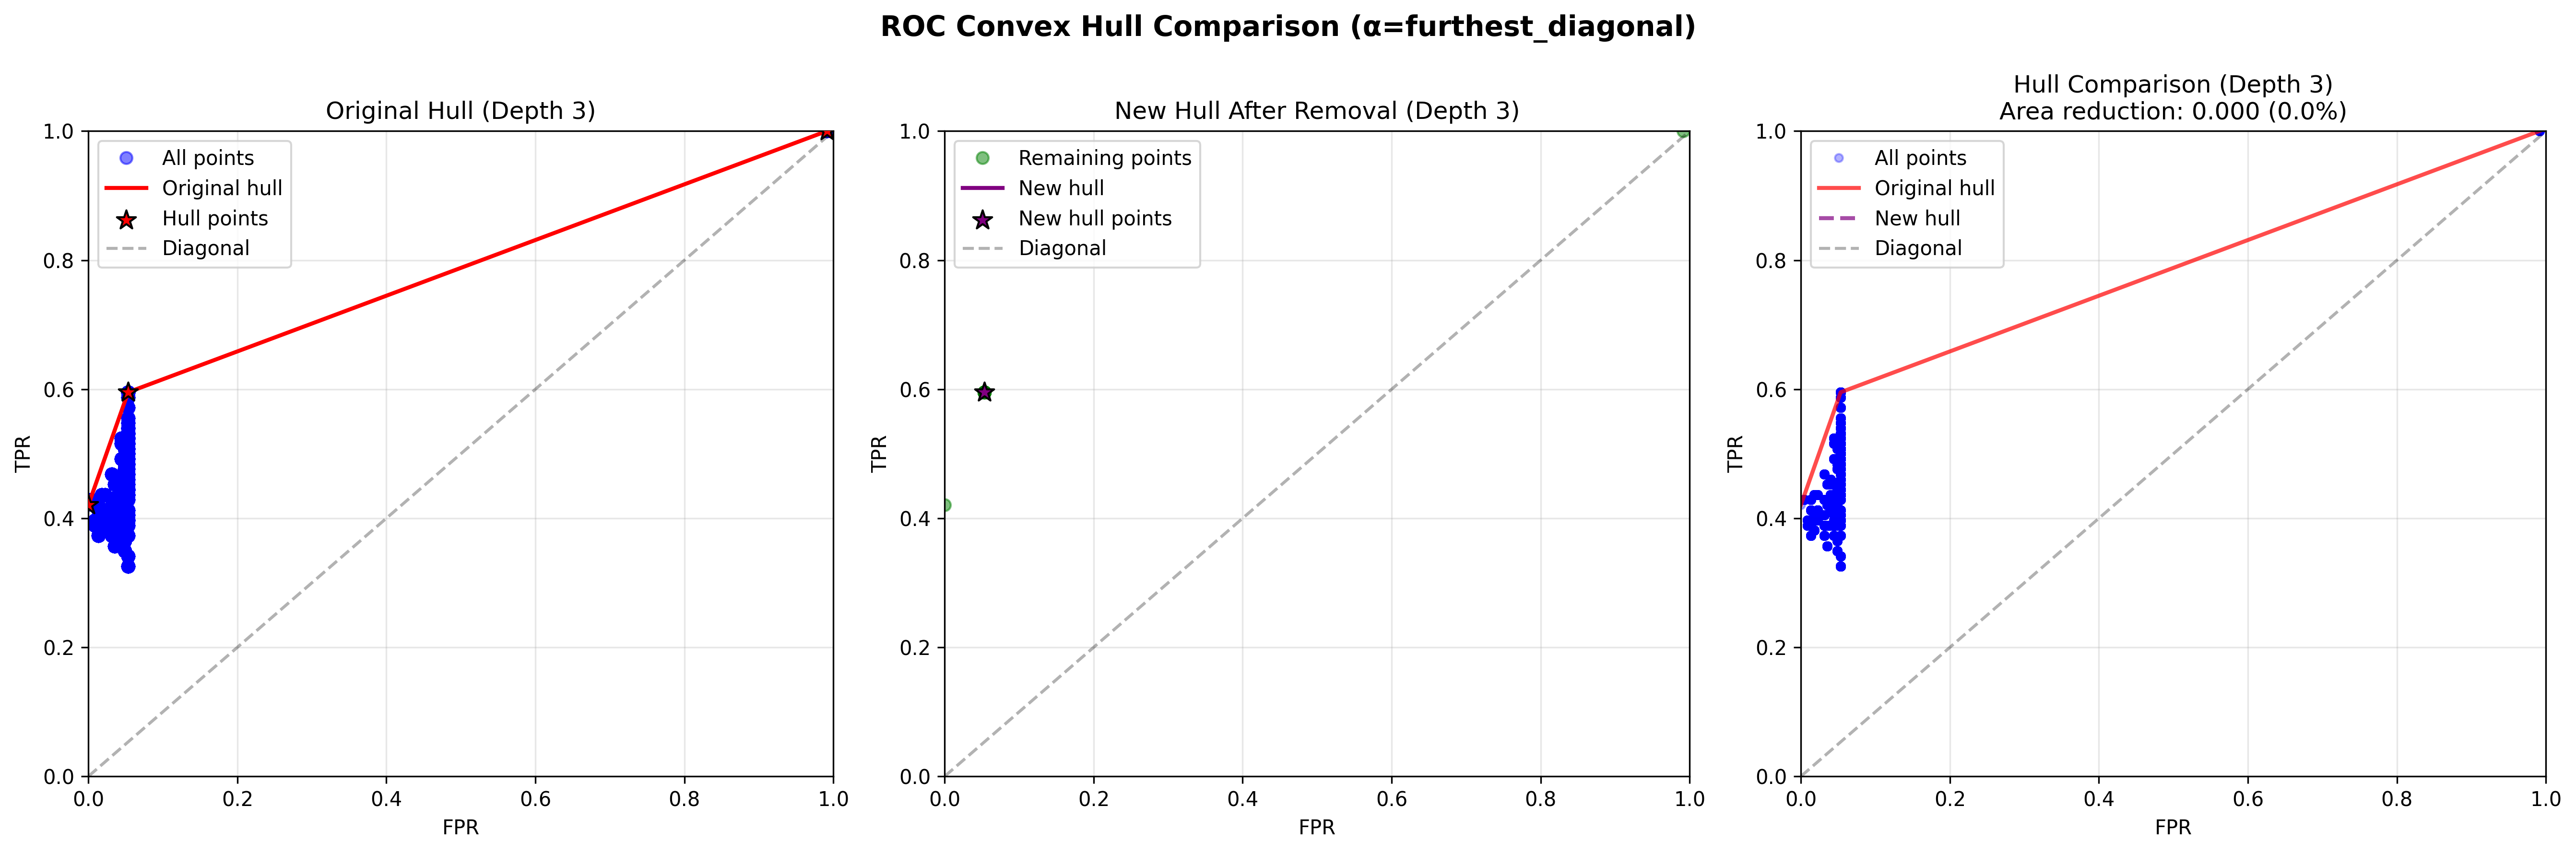 ROC Convex Hull Comparison (α=furthest_diagonal)
Original Hull (Depth 3)
All points
Original hull
Hull points
Diagonal
1.0
0.8
0.6
0.4
0.2
0.0
TPR
0.0 0.2 0.4 0.6 0.8 1.0
FPR
New Hull After Removal (Depth 3)
Remaining points
New hull
New hull points
Diagonal
1.0
0.8
0.6
0.4
0.2
0.0
TPR
0.0 0.2 0.4 0.6 0.8 1.0
FPR
Hull Comparison (Depth 3)
Area reduction: 0.000 (0.0%)
All points
Original hull
New hull
Diagonal
1.0
0.8
0.6
0.4
0.2
0.0
TPR
0.0 0.2 0.4 0.6 0.8 1.0
FPR